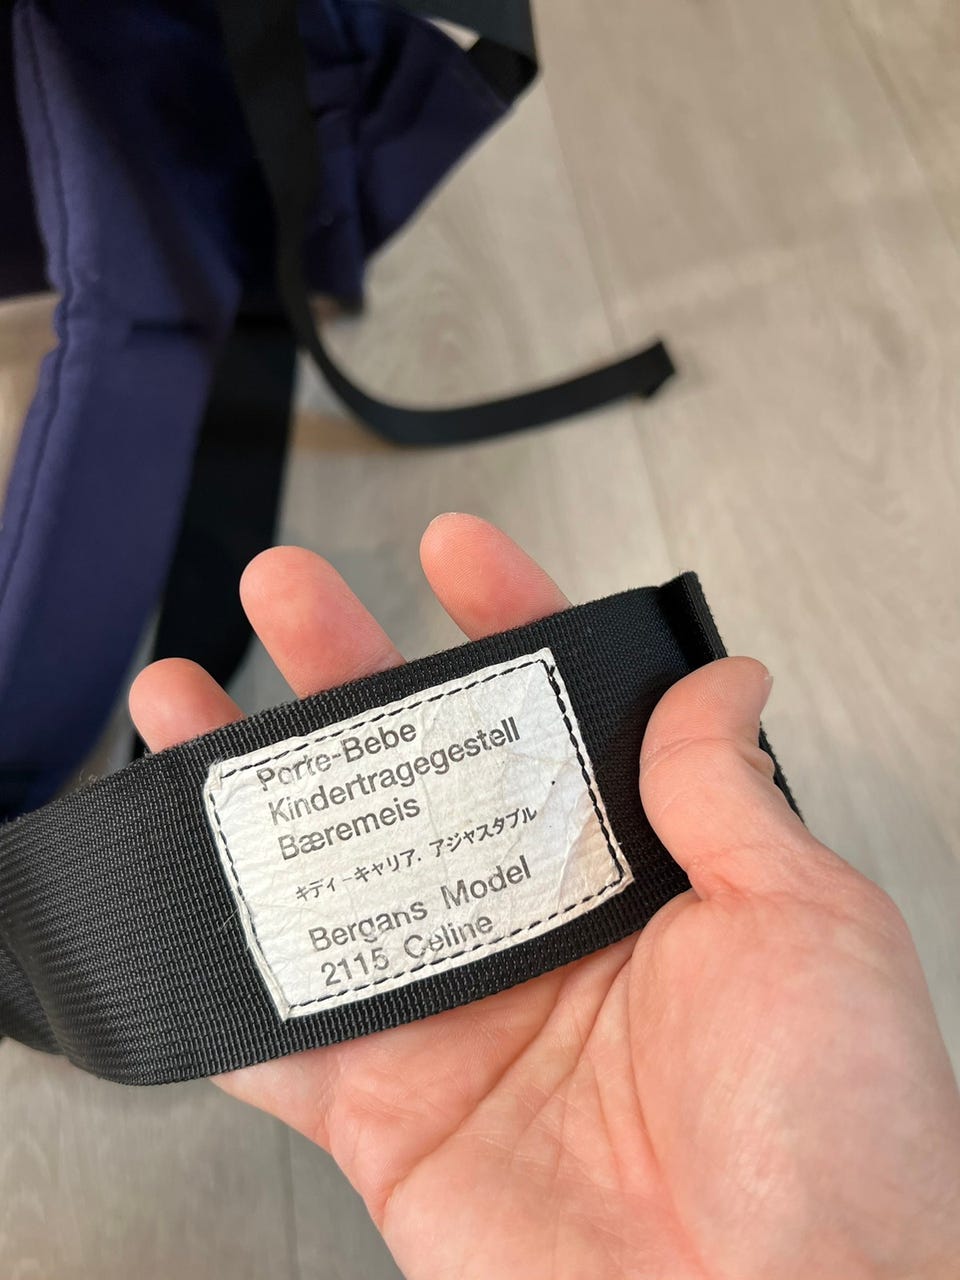 Porte-Bebe
Kindertragegestell
Bæremeis
キディーキャリア．アジャスタブル
Bergans Model
2115 Celine